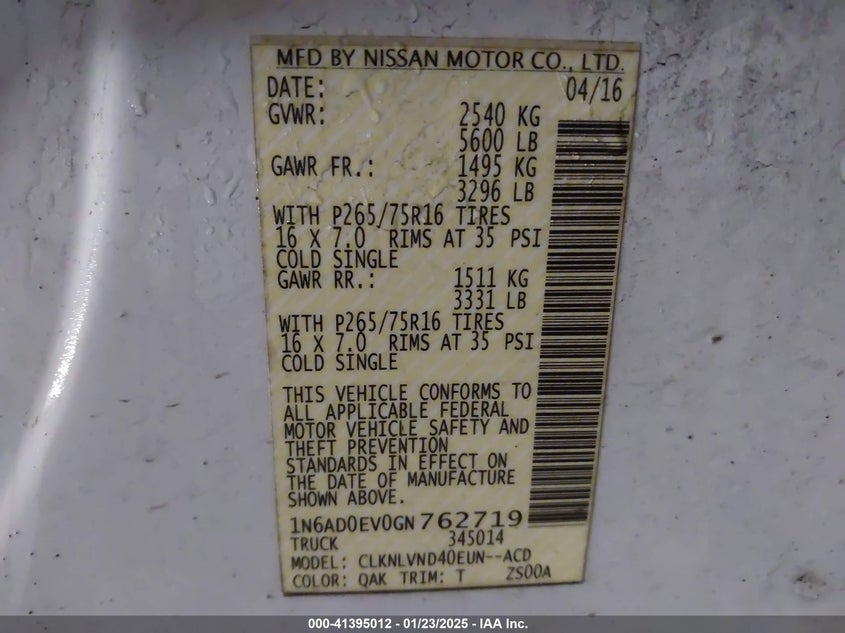 MFD BY NISSAN MOTOR CO., LTD.
DATE: 04/16
GVWR: 2540 KG
5600 LB
GAWR FR.: 1495 KG
3296 LB
WITH P265/75R16 TIRES
16 X 7.0 RIMS AT 35 PSI
COLD SINGLE
GAWR RR.: 1511 KG
3331 LB
WITH P265/75R16 TIRES
16 X 7.0 RIMS AT 35 PSI
COLD SINGLE
THIS VEHICLE CONFORMS TO
ALL APPLICABLE FEDERAL
MOTOR VEHICLE SAFETY AND
THEFT PREVENTION
STANDARDS IN EFFECT ON
THE DATE OF MANUFACTURE
SHOWN ABOVE.
1N6AD0EV0GN762719
TRUCK 345014
MODEL: CLKNLVND40EUN--ACD
COLOR: QAK TRIM: T ZS00A
000-41395012 - 01/23/2025 - IAA Inc.